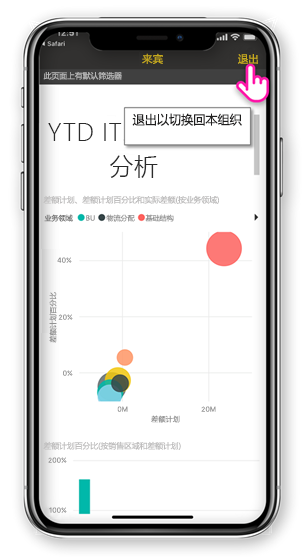 12:51
Safari
来宾
退出
此页面上有默认筛选器
退出以切换回本组织
YTD IT
分析
差额计划、差额计划百分比和实际差额(按业务领域)
业务领域 BU 物流分配 基础结构
40%
20%
0%
差额计划百分比
0M 20M
差额计划
差额计划百分比(按销售区域和差额计划)
200%
100%